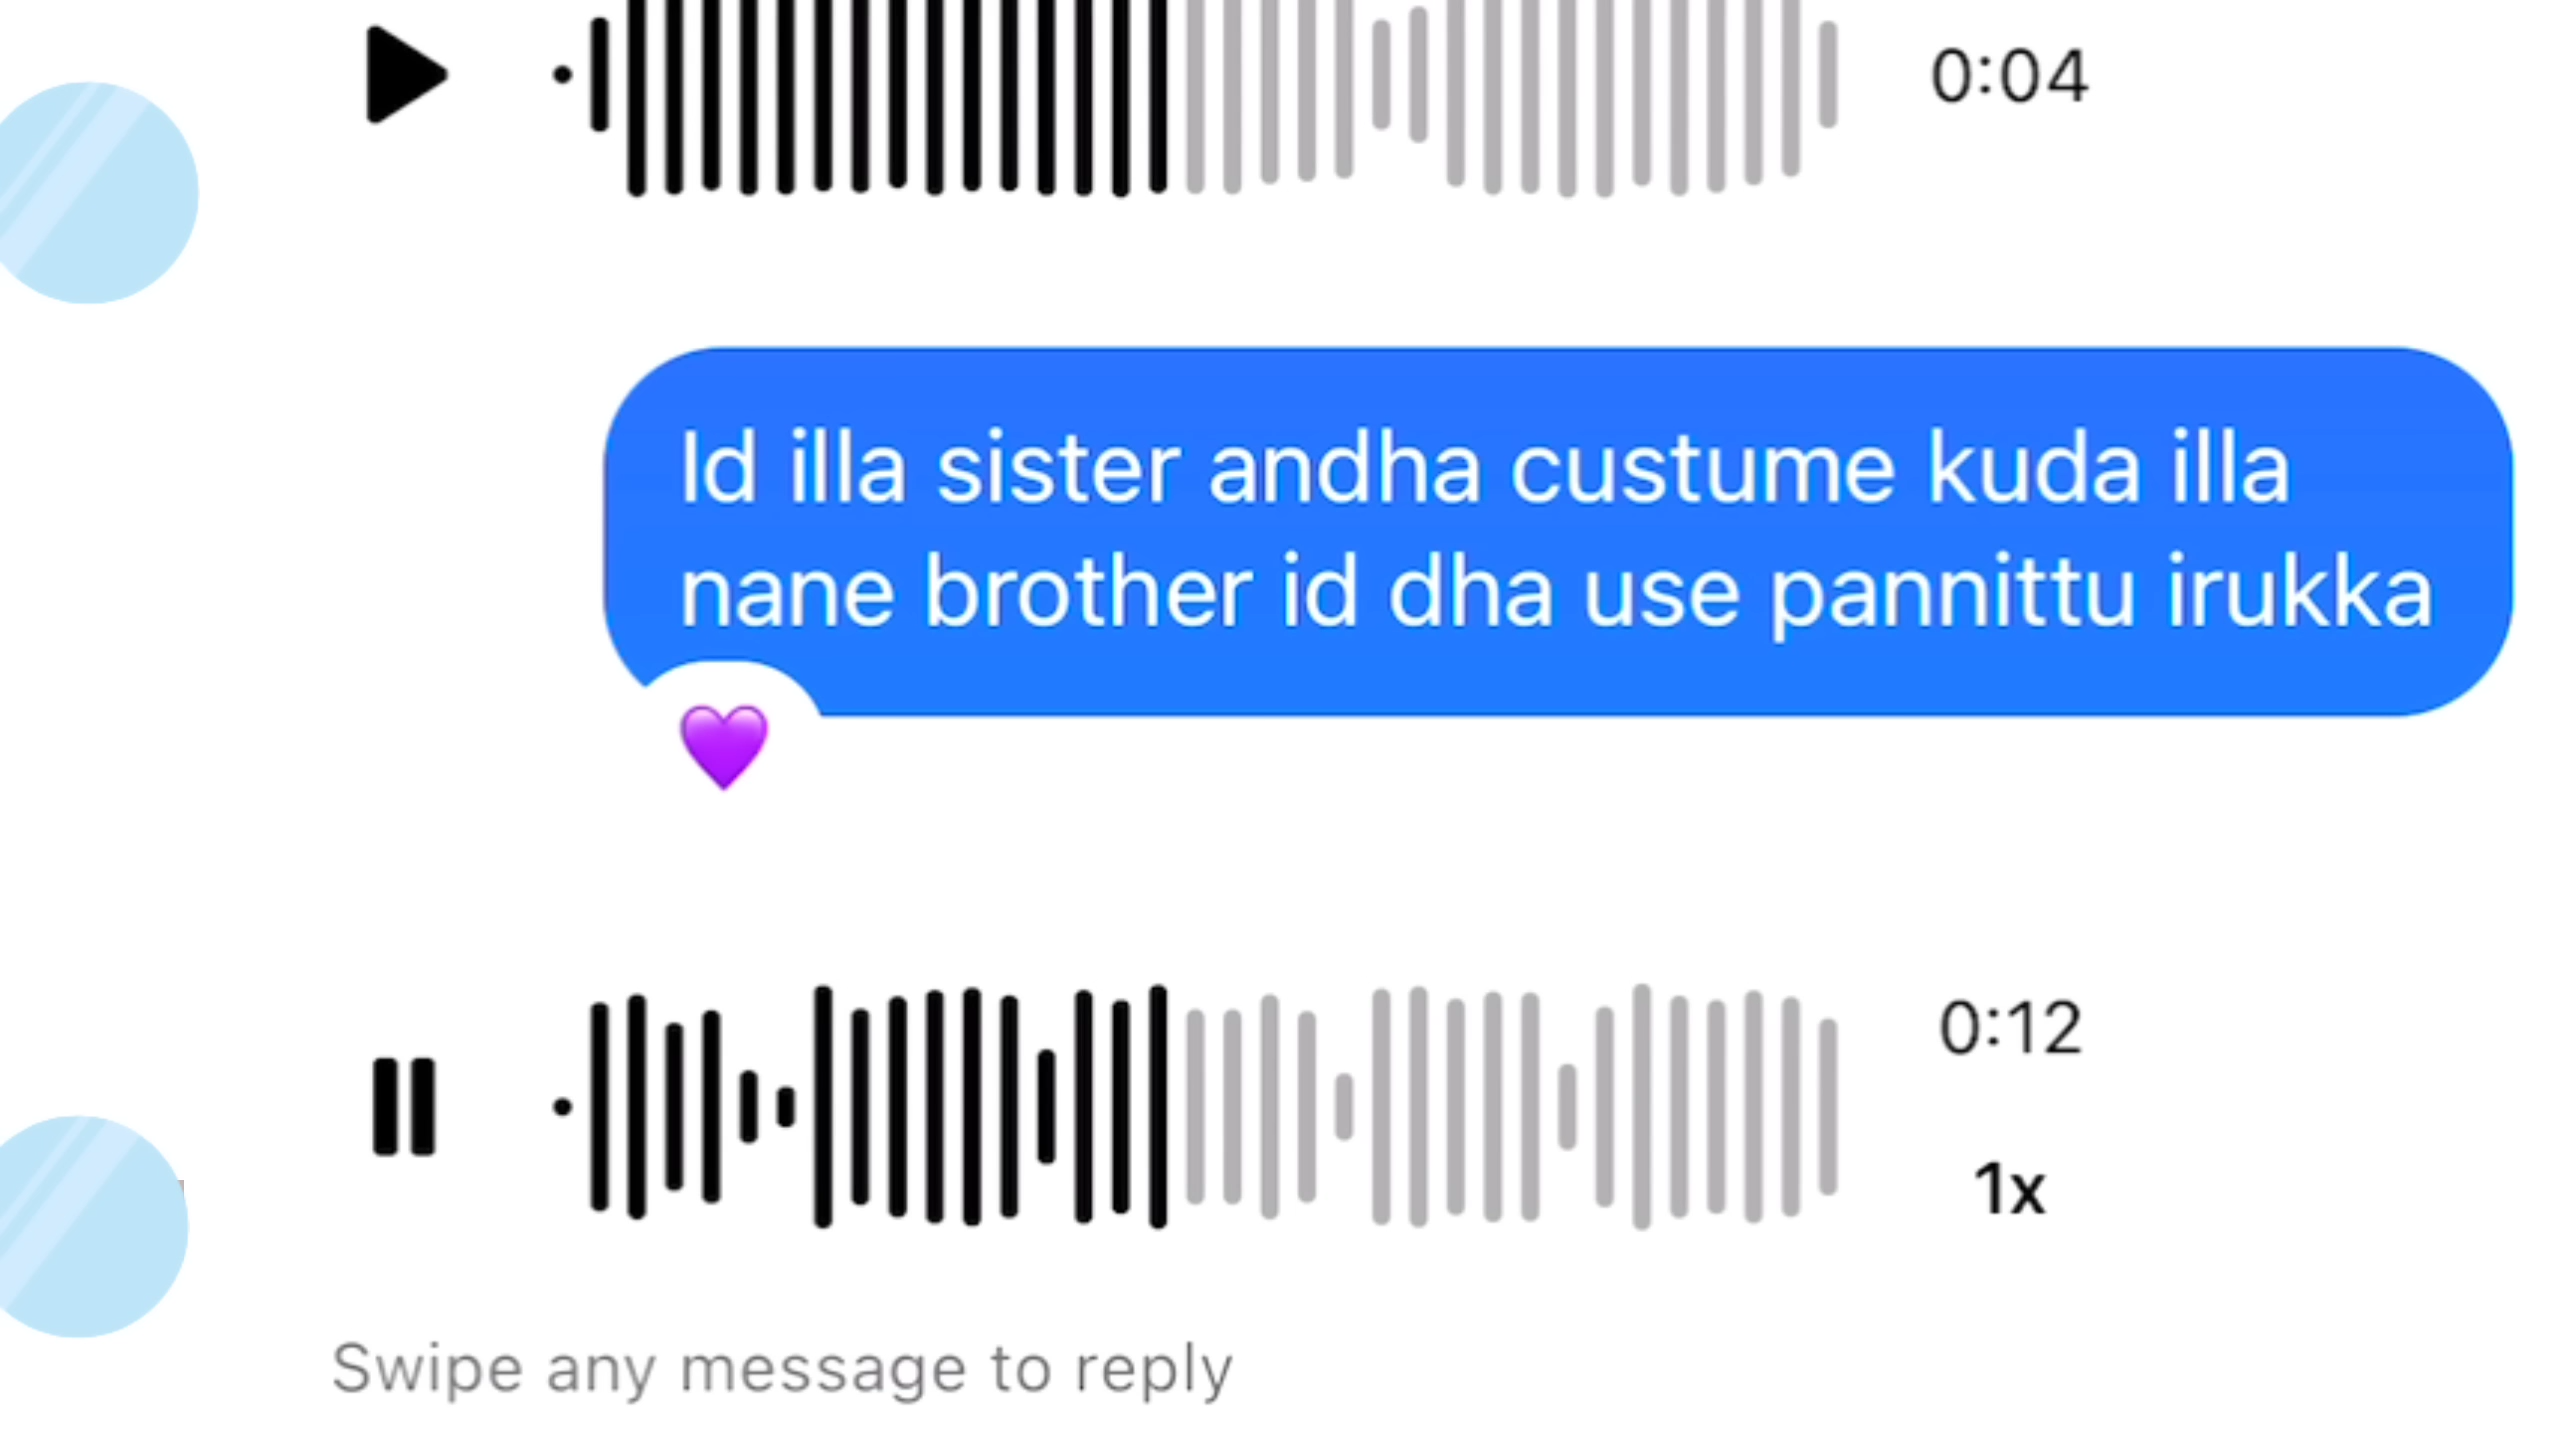 0:04
Id illa sister andha custume kuda illa
nane brother id dha use pannittu irukka
💜
0:12
1x
Swipe any message to reply